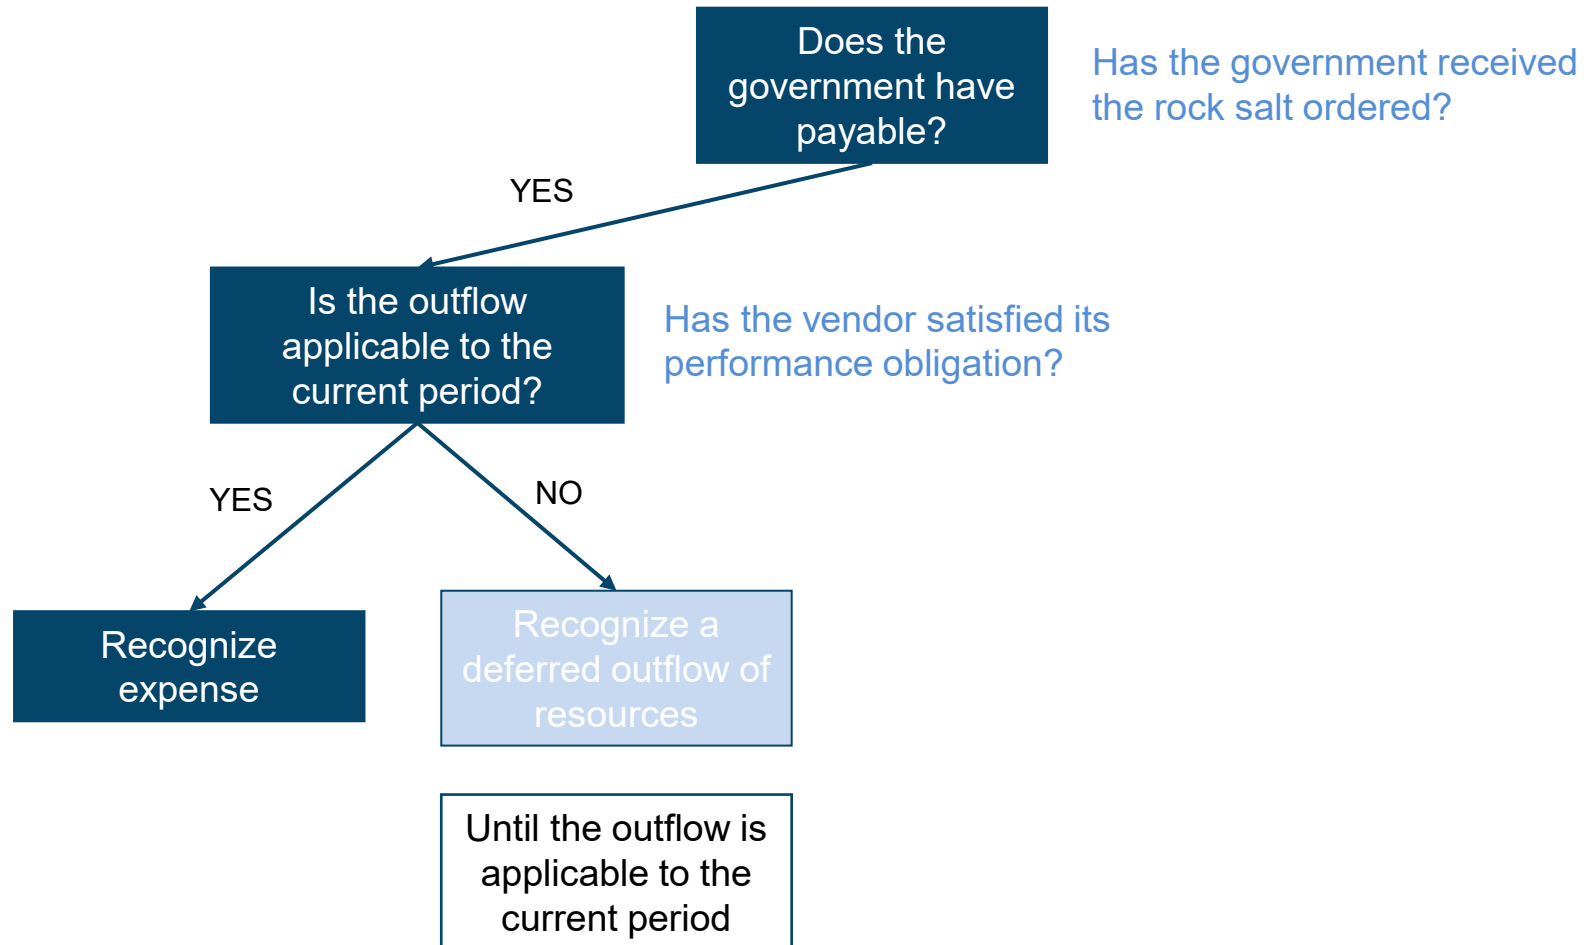 Does the
government have
payable?
Has the government received
the rock salt ordered?
YES
Is the outflow
applicable to the
current period?
Has the vendor satisfied its
performance obligation?
YES
NO
Recognize
expense
Recognize a
deferred outflow of
resources
Until the outflow is
applicable to the
current period